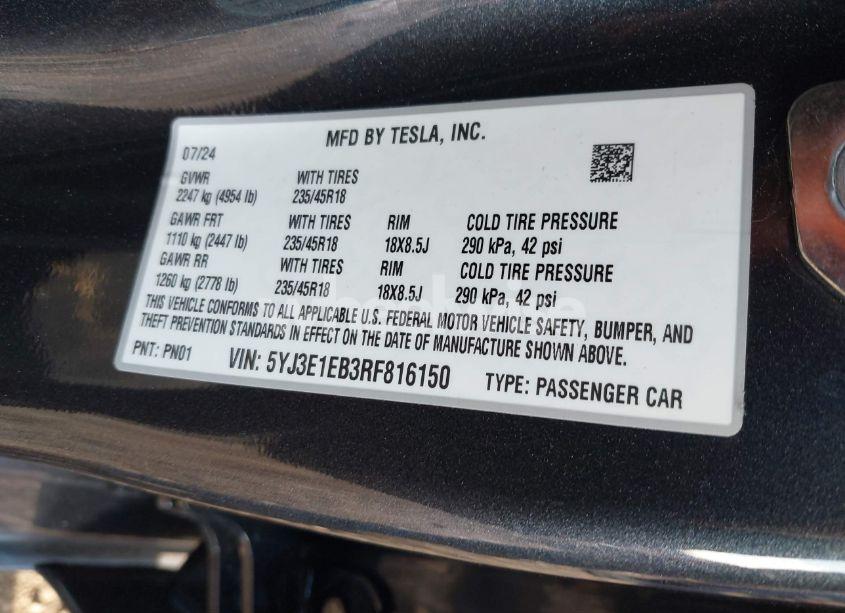 MFD BY TESLA, INC.
07/24
GVWR WITH TIRES
2247 kg (4954 lb) 235/45R18
GAWR FRT WITH TIRES RIM COLD TIRE PRESSURE
1110 kg (2447 lb) 235/45R18 18X8.5J 290 kPa, 42 psi
GAWR RR WITH TIRES RIM COLD TIRE PRESSURE
1260 kg (2778 lb) 235/45R18 18X8.5J 290 kPa, 42 psi
THIS VEHICLE CONFORMS TO ALL APPLICABLE U.S. FEDERAL MOTOR VEHICLE SAFETY, BUMPER, AND
THEFT PREVENTION STANDARDS IN EFFECT ON THE DATE OF MANUFACTURE SHOWN ABOVE.
PNT: PN01 VIN: 5YJ3E1EB3RF816150 TYPE: PASSENGER CAR